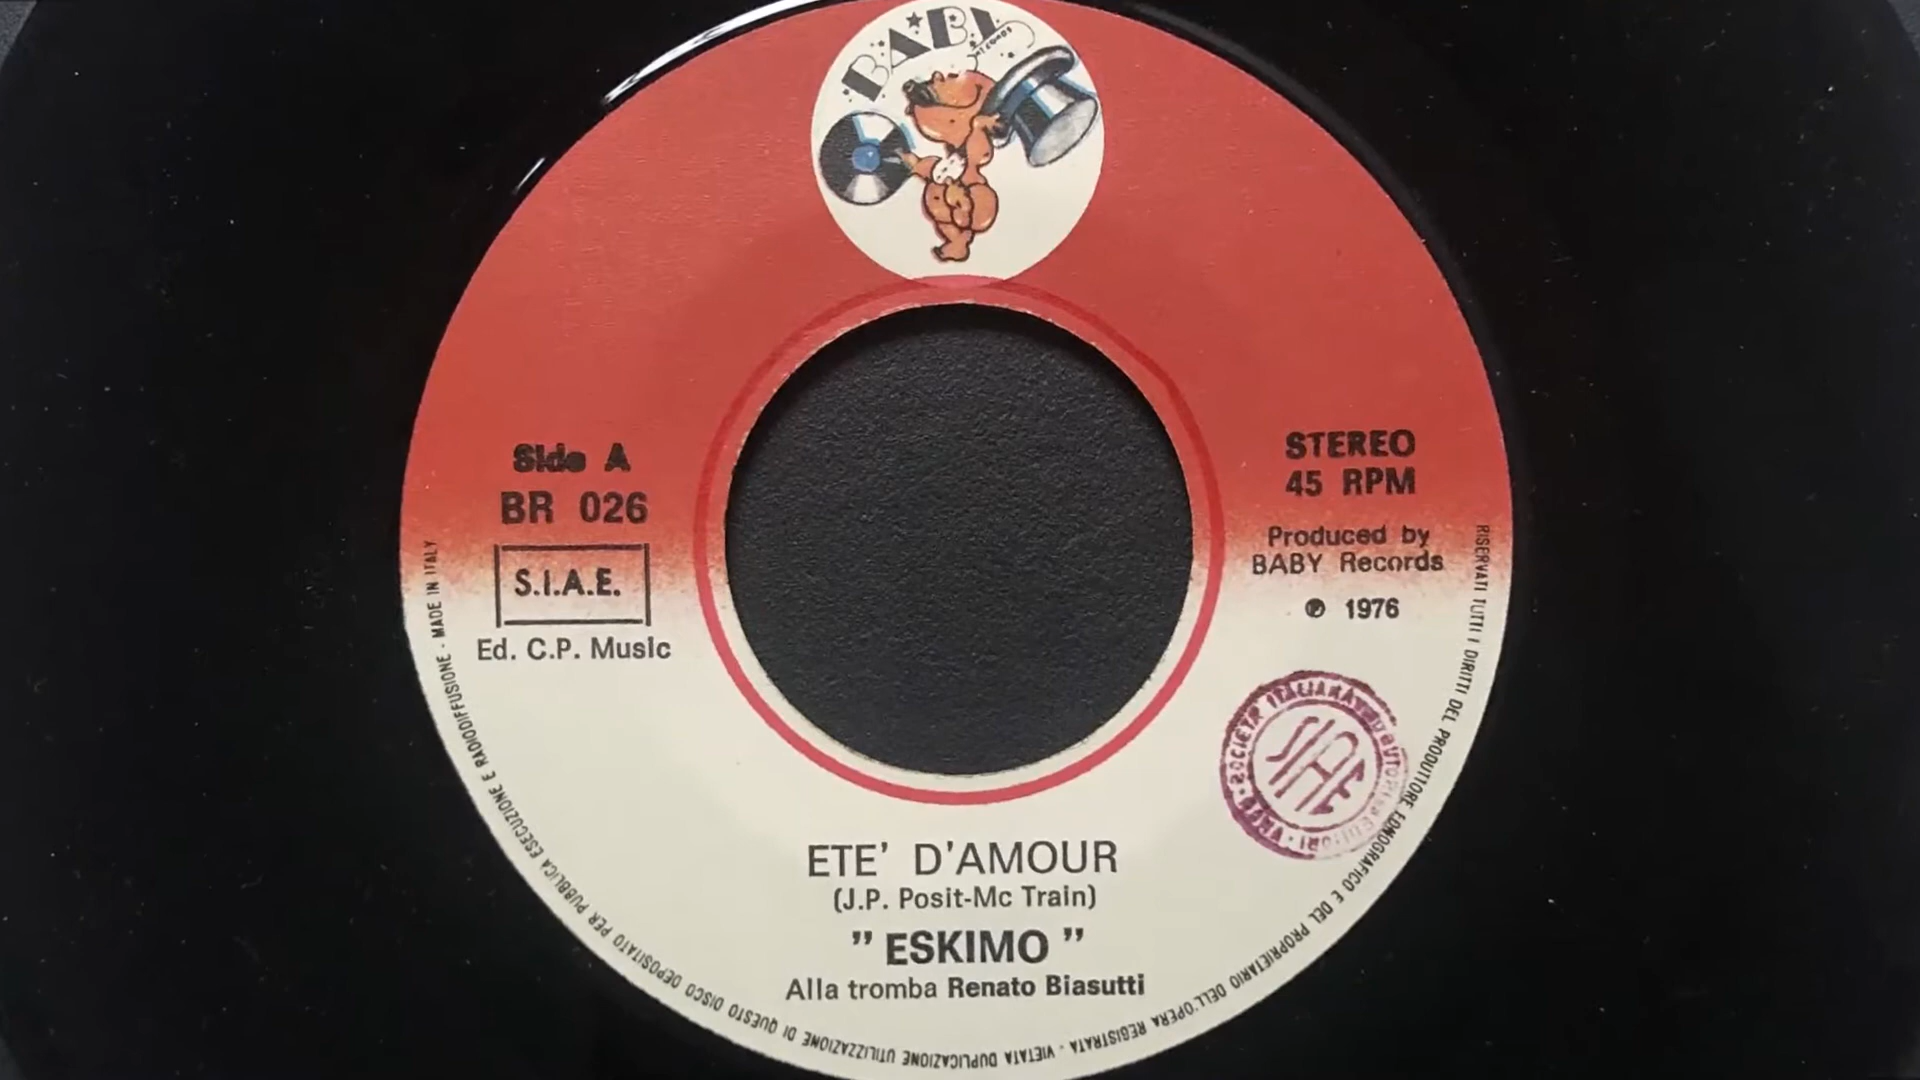 BABY
RECORDS
Side A
BR 026
S.I.A.E.
Ed. C.P. Music
STEREO
45 RPM
Produced by
BABY Records
℗ 1976
SIAE
ETE' D'AMOUR
(J.P. Posit-Mc Train)
" ESKIMO "
Alla tromba Renato Biasutti
RISERVATI TUTTI I DIRITTI DEL PRODUTTORE FONOGRAFICO E DEL PROPRIETARIO DELL'OPERA REGISTRATA - VIETATA DUPLICAZIONE UTILIZZAZIONE DI QUESTO DISCO DEPOSITATO PER PUBBLICA ESECUZIONE E RADIODIFFUSIONE - MADE IN ITALY